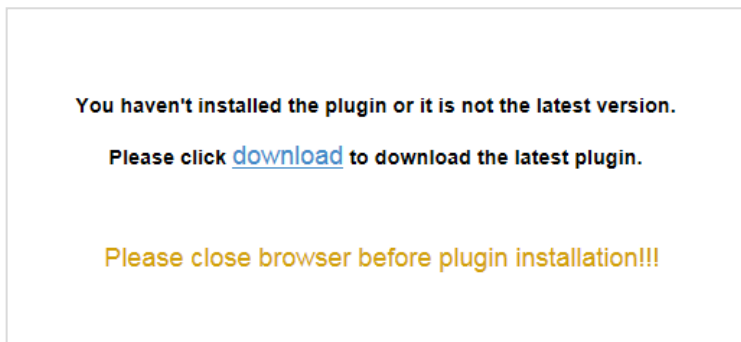 You haven't installed the plugin or it is not the latest version.
Please click download to download the latest plugin.
Please close browser before plugin installation!!!